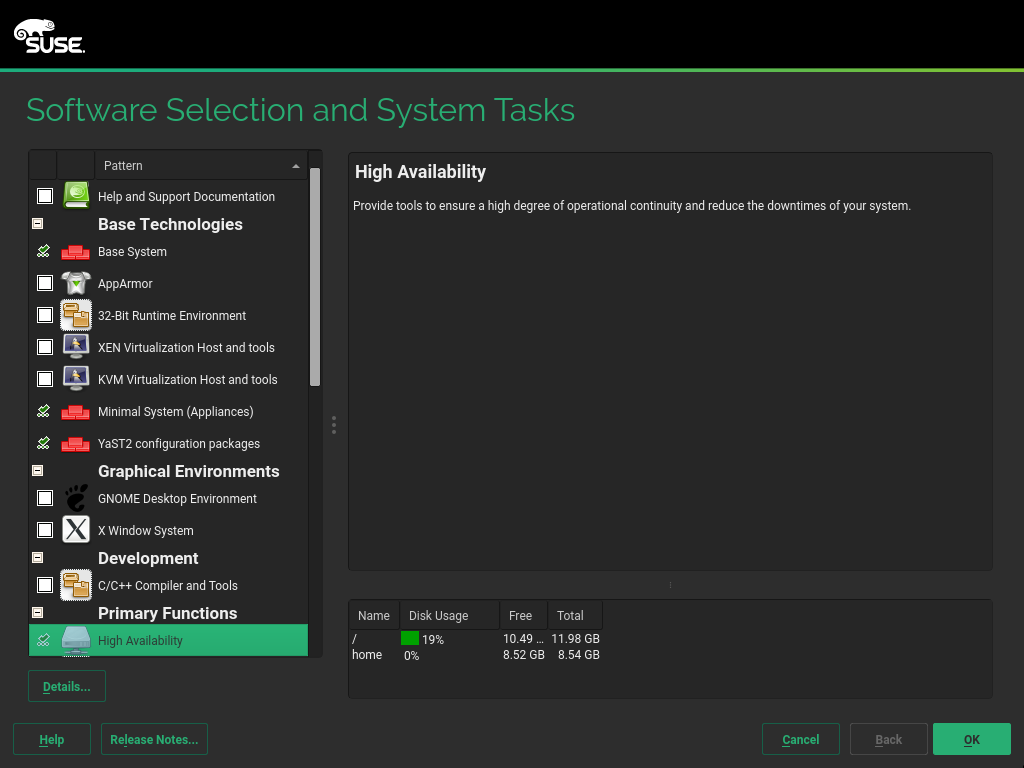 SUSE.
Software Selection and System Tasks
Pattern
Help and Support Documentation
Base Technologies
Base System
AppArmor
32-Bit Runtime Environment
XEN Virtualization Host and tools
KVM Virtualization Host and tools
Minimal System (Appliances)
YaST2 configuration packages
Graphical Environments
GNOME Desktop Environment
X Window System
Development
C/C++ Compiler and Tools
Primary Functions
High Availability
Details...
High Availability
Provide tools to ensure a high degree of operational continuity and reduce the downtimes of your system.
Name Disk Usage Free Total
/ 19% 10.49 ... 11.98 GB
home 0% 8.52 GB 8.54 GB
Help Release Notes... Cancel Back OK